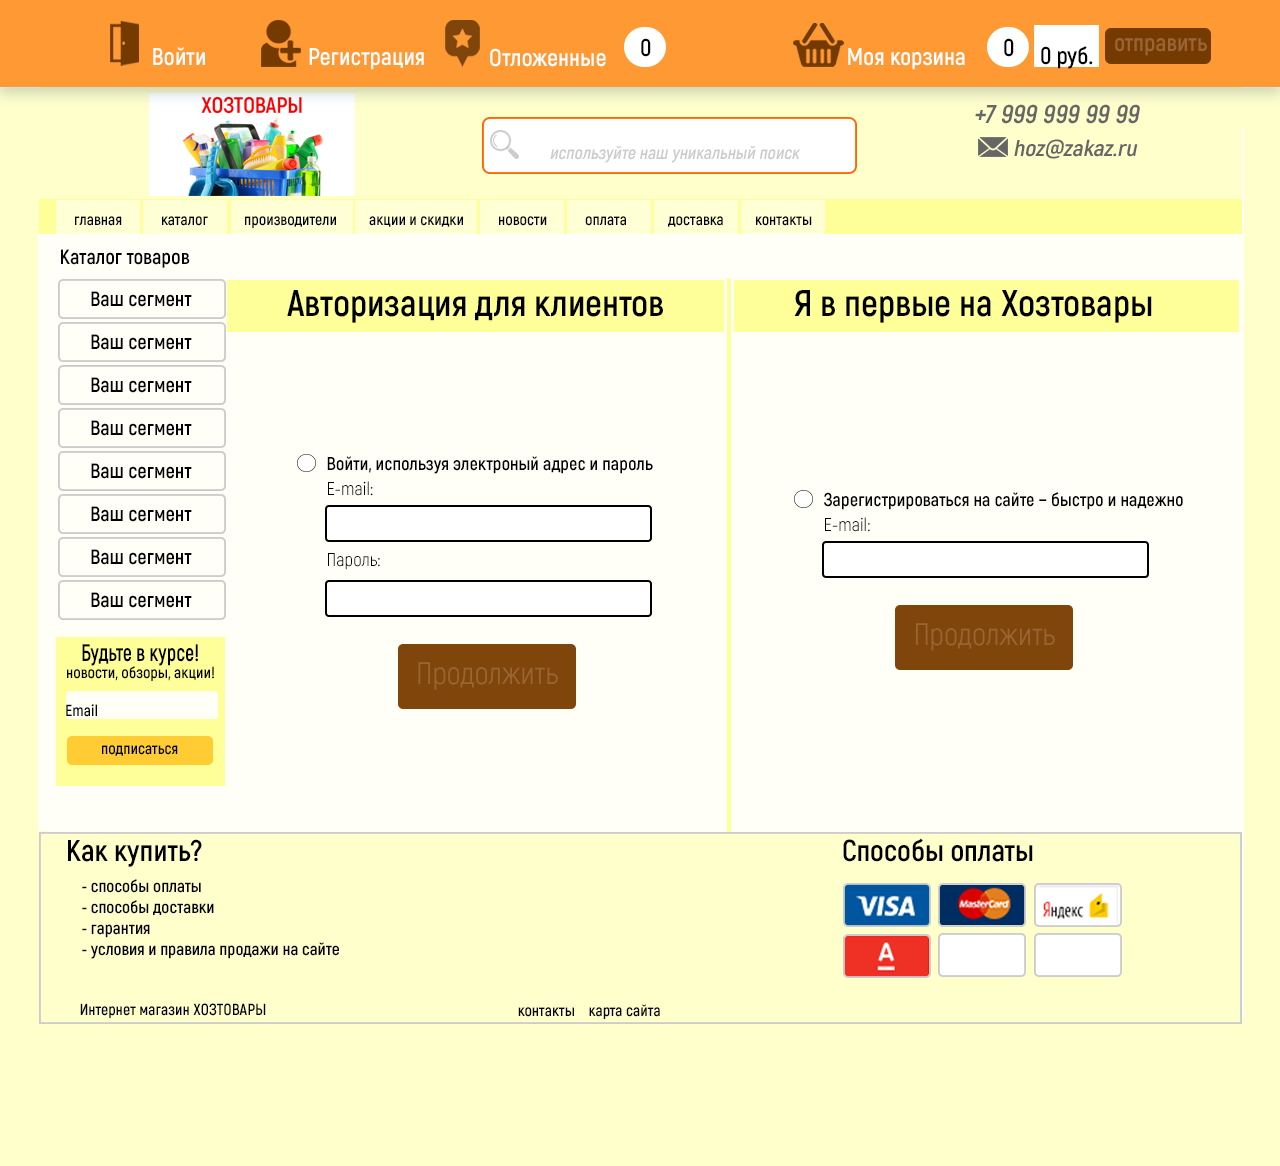 Войти Регистрация Отложенные 0 Моя корзина 0 0 руб. отправить
ХОЗТОВАРЫ
+7 999 999 99 99
используйте наш уникальный поиск
hoz@zakaz.ru
главная каталог производители акции и скидки новости оплата доставка контакты
Каталог товаров
Ваш сегмент
Ваш сегмент
Ваш сегмент
Ваш сегмент
Ваш сегмент
Ваш сегмент
Ваш сегмент
Ваш сегмент
Будьте в курсе!
новости, обзоры, акции!
Email
подписаться
Авторизация для клиентов
Войти, используя электроный адрес и пароль
E-mail:
Пароль:
Продолжить
Я в первые на Хозтовары
Зарегистрироваться на сайте – быстро и надежно
E-mail:
Продолжить
Как купить?
- способы оплаты
- способы доставки
- гарантия
- условия и правила продажи на сайте
Способы оплаты
VISA MasterCard Яндекс
А
Интернет магазин ХОЗТОВАРЫ контакты карта сайта